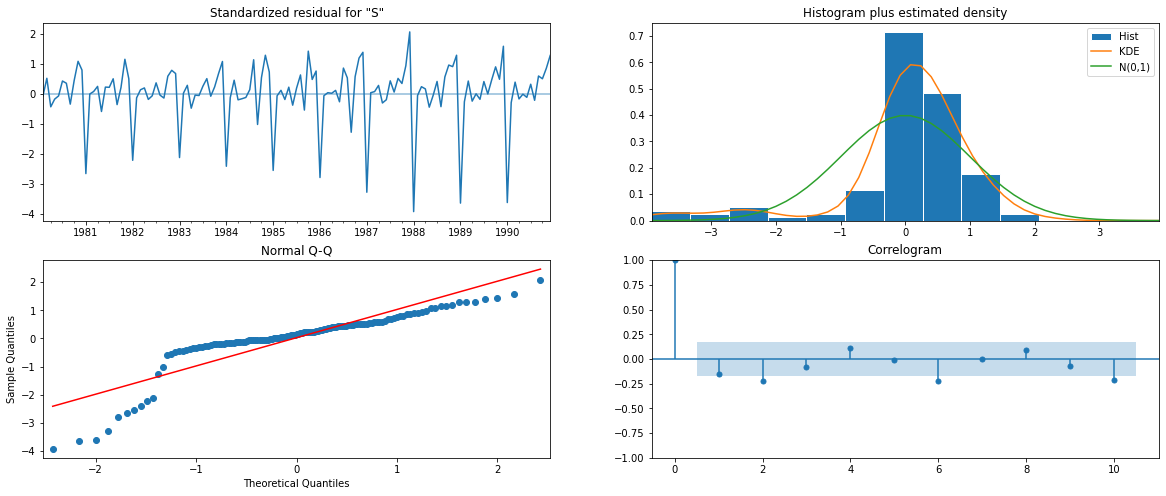 Standardized residual for "S"
2
1
0
−1
−2
−3
−4
1981 1982 1983 1984 1985 1986 1987 1988 1989 1990
Histogram plus estimated density
Hist
KDE
N(0,1)
0.7
0.6
0.5
0.4
0.3
0.2
0.1
0.0
−3 −2 −1 0 1 2 3
Normal Q-Q
Sample Quantiles
2
1
0
−1
−2
−3
−4
−2 −1 0 1 2
Theoretical Quantiles
Correlogram
1.00
0.75
0.50
0.25
0.00
−0.25
−0.50
−0.75
−1.00
0 2 4 6 8 10